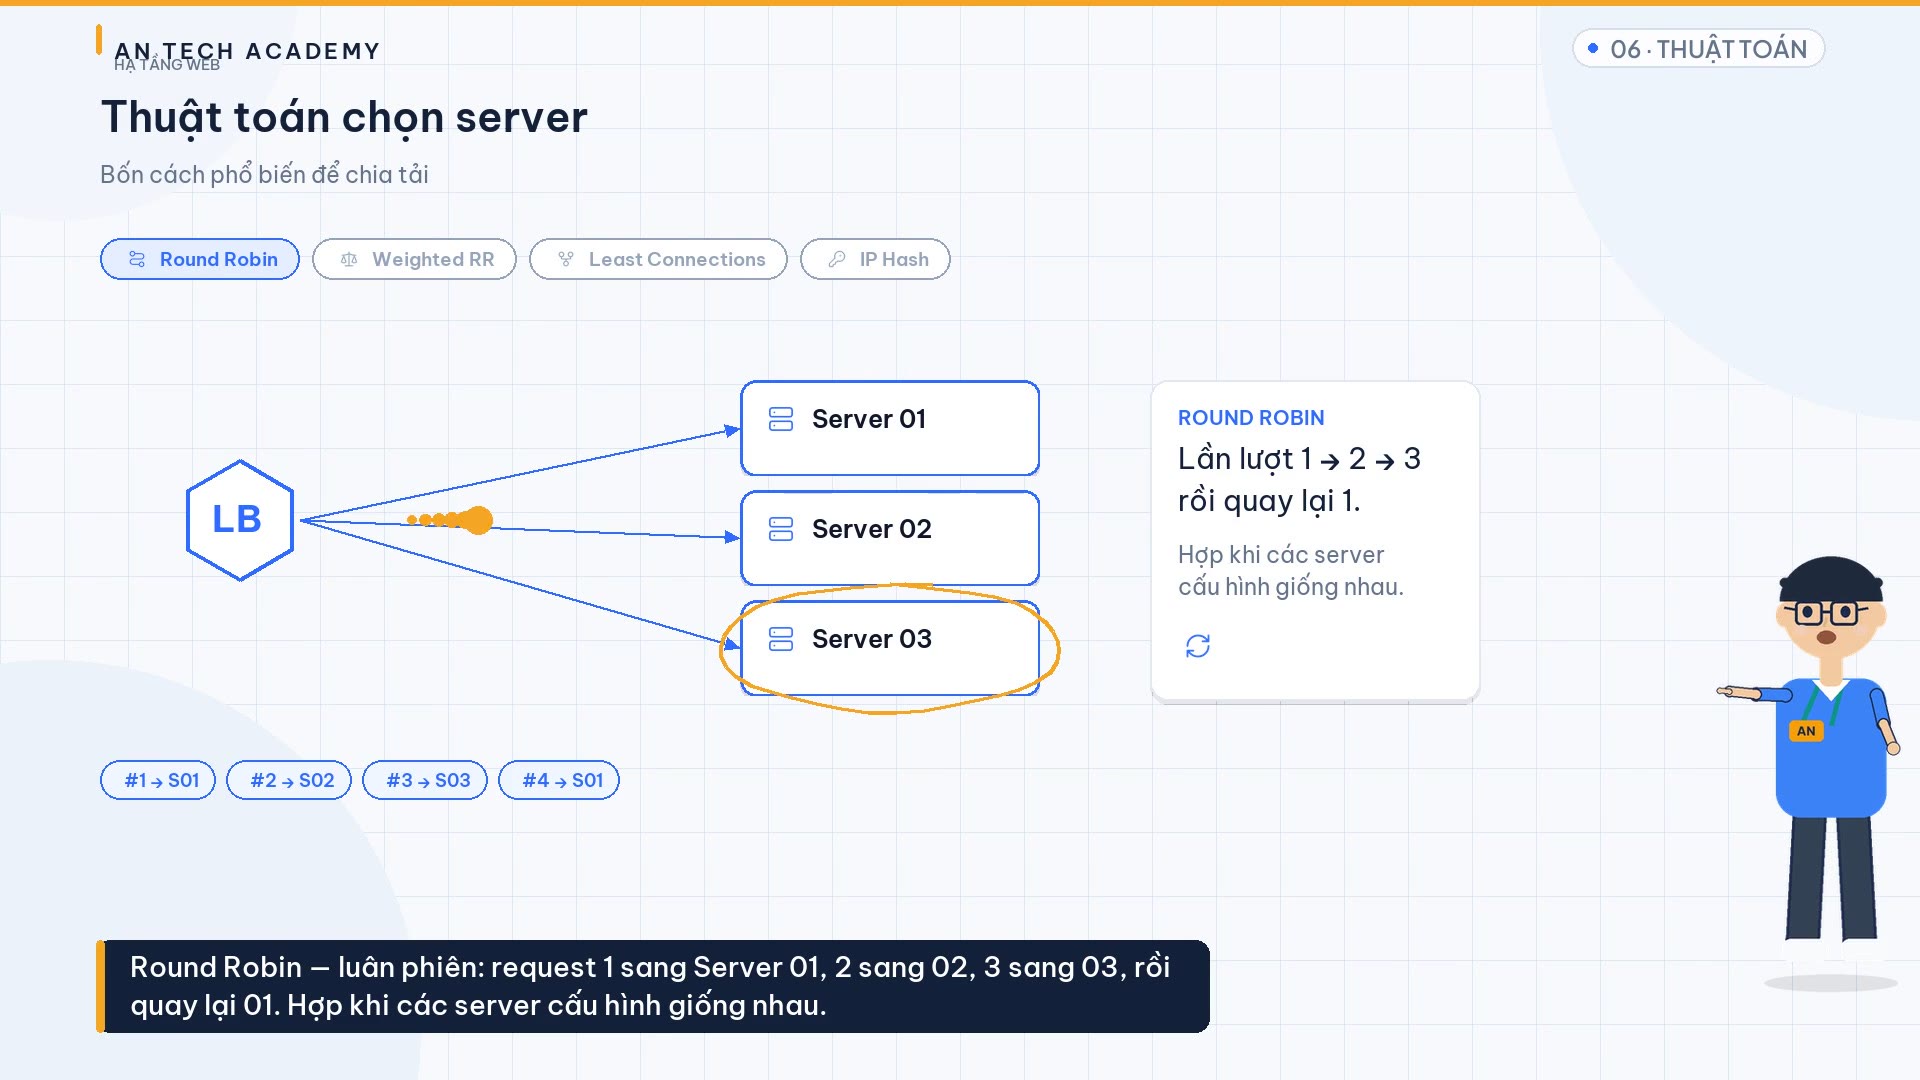 AN TECH ACADEMY
HẠ TẦNG WEB
06 · THUẬT TOÁN
Thuật toán chọn server
Bốn cách phổ biến để chia tải
Round Robin
Weighted RR
Least Connections
IP Hash
LB
Server 01
Server 02
Server 03
ROUND ROBIN
Lần lượt 1 → 2 → 3
rồi quay lại 1.
Hợp khi các server
cấu hình giống nhau.
AN
#1 → S01
#2 → S02
#3 → S03
#4 → S01
Round Robin — luân phiên: request 1 sang Server 01, 2 sang 02, 3 sang 03, rồi
quay lại 01. Hợp khi các server cấu hình giống nhau.